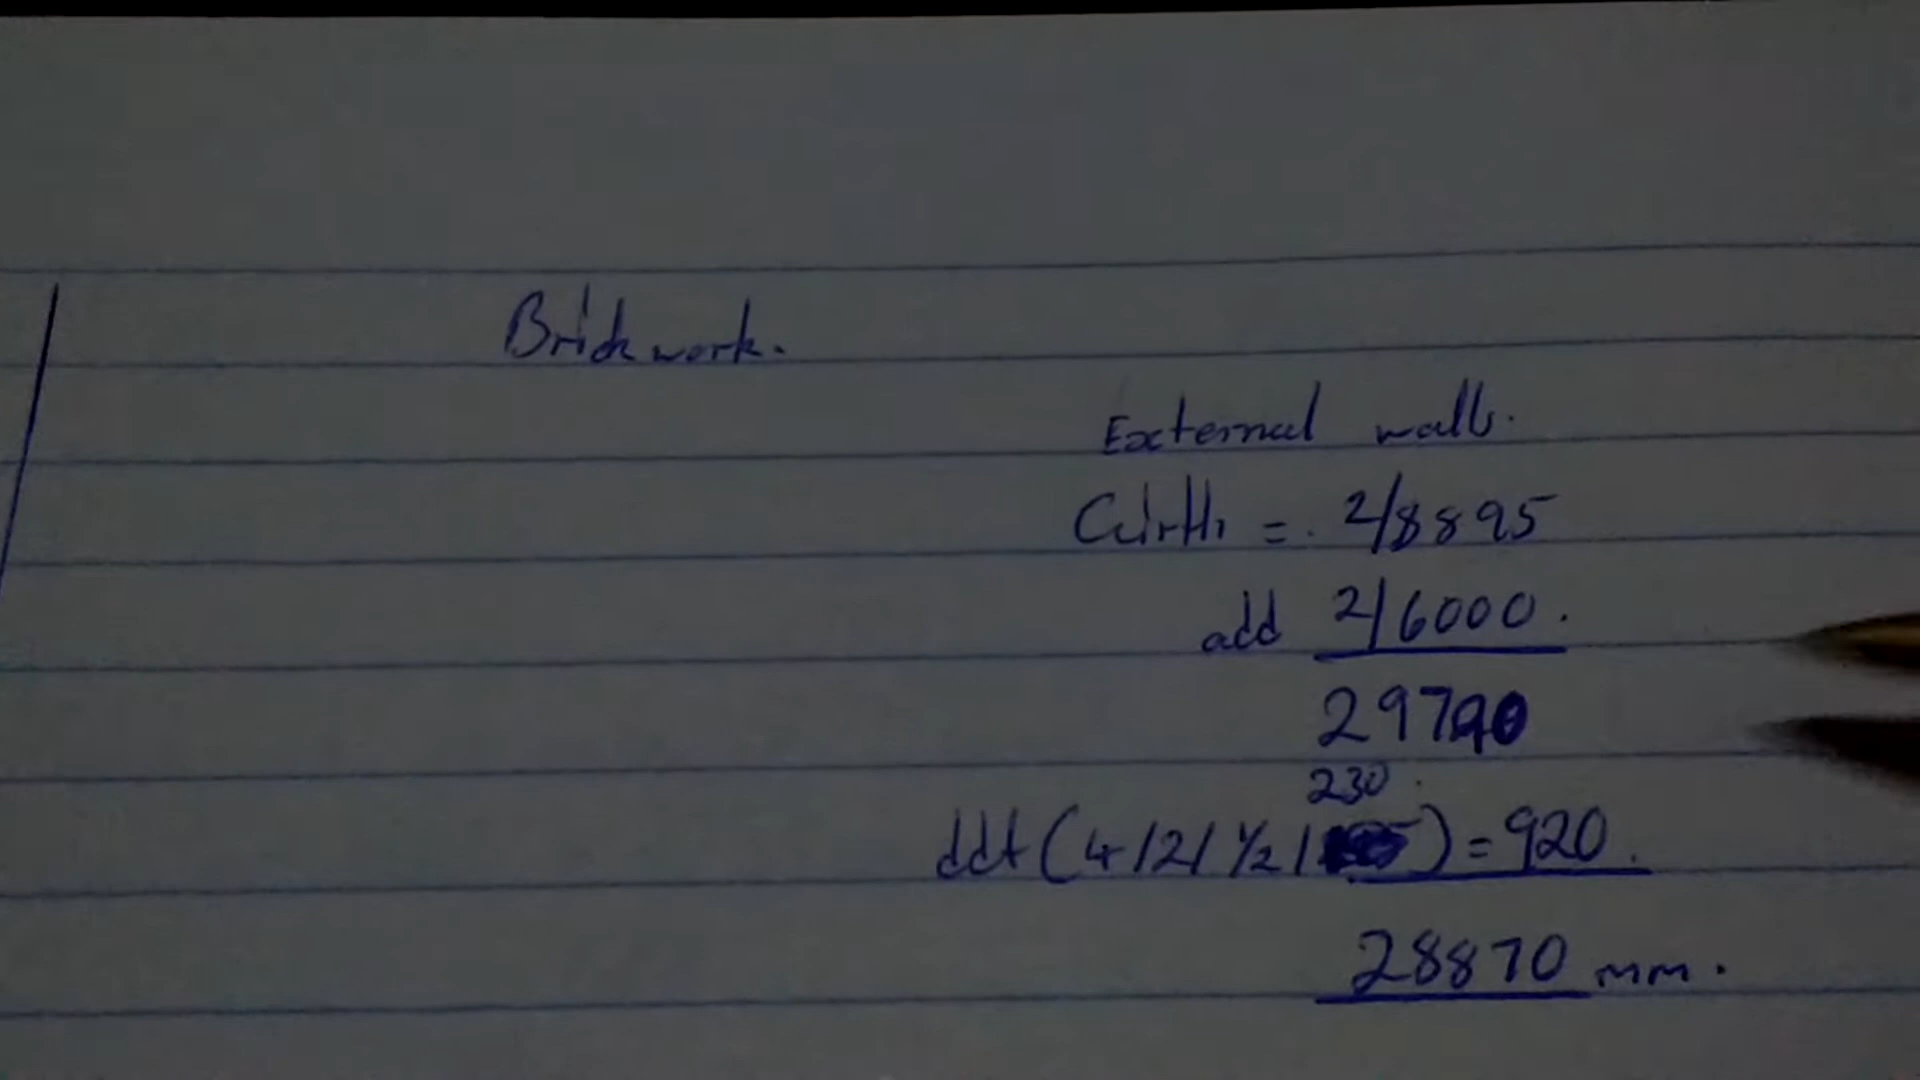 Brickwork.
External walls.
Girth = 2/8895
add 2/6000.
29790
230
ddt (4/2/½/ ) = 920.
28870 mm.